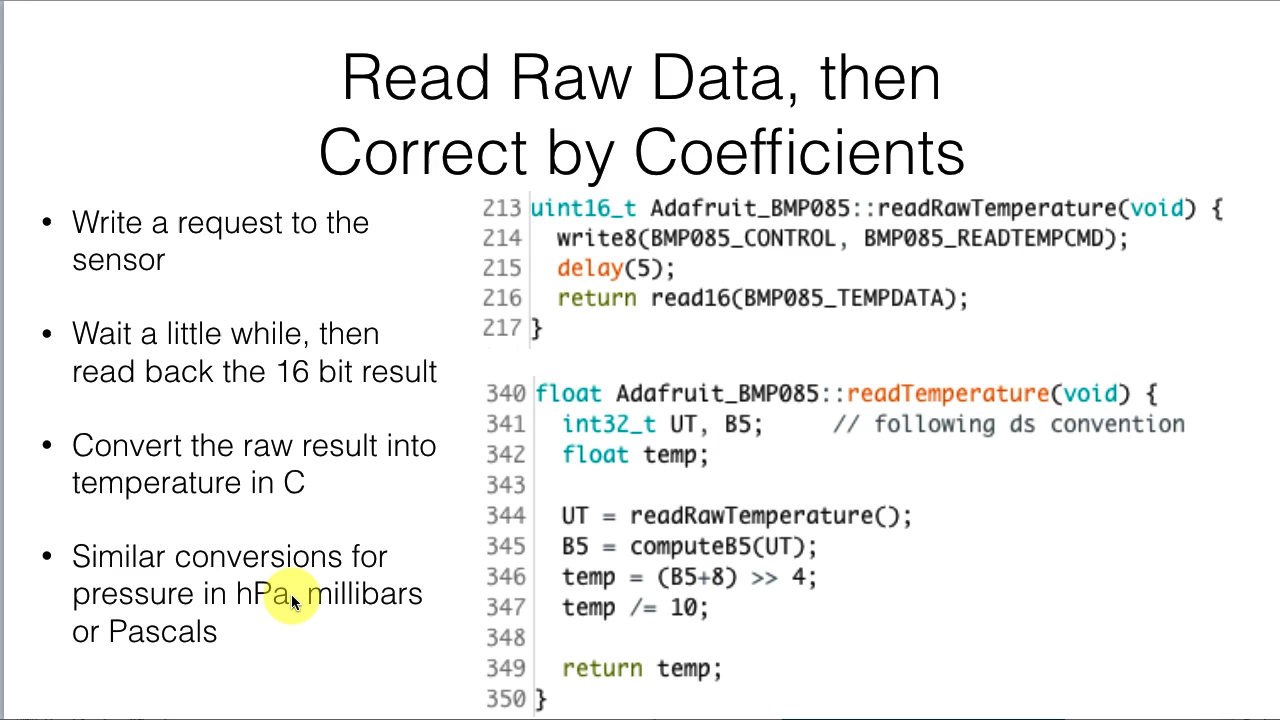 Read Raw Data, then
Correct by Coefficients
• Write a request to the
sensor
• Wait a little while, then
read back the 16 bit result
• Convert the raw result into
temperature in C
• Similar conversions for
pressure in hPa, millibars
or Pascals
213 uint16_t Adafruit_BMP085::readRawTemperature(void) {
214   write8(BMP085_CONTROL, BMP085_READTEMPCMD);
215   delay(5);
216   return read16(BMP085_TEMPDATA);
217 }
340 float Adafruit_BMP085::readTemperature(void) {
341   int32_t UT, B5;     // following ds convention
342   float temp;
343
344   UT = readRawTemperature();
345   B5 = computeB5(UT);
346   temp = (B5+8) >> 4;
347   temp /= 10;
348
349   return temp;
350 }